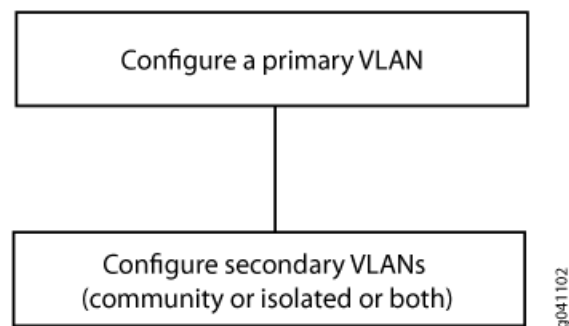 Configure a primary VLAN
Configure secondary VLANs
(community or isolated or both)
g041102